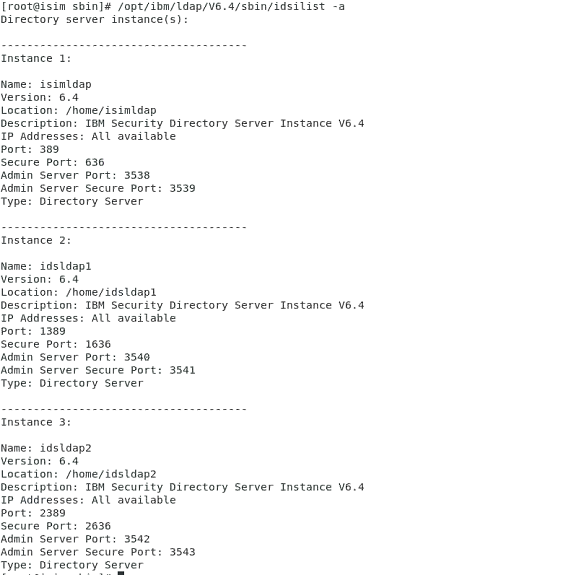 [root@isim sbin]# /opt/ibm/ldap/V6.4/sbin/idsilist -a
Directory server instance(s):
--------------------------------------
Instance 1:
Name: isimldap
Version: 6.4
Location: /home/isimldap
Description: IBM Security Directory Server Instance V6.4
IP Addresses: All available
Port: 389
Secure Port: 636
Admin Server Port: 3538
Admin Server Secure Port: 3539
Type: Directory Server
--------------------------------------
Instance 2:
Name: idsldap1
Version: 6.4
Location: /home/idsldap1
Description: IBM Security Directory Server Instance V6.4
IP Addresses: All available
Port: 1389
Secure Port: 1636
Admin Server Port: 3540
Admin Server Secure Port: 3541
Type: Directory Server
--------------------------------------
Instance 3:
Name: idsldap2
Version: 6.4
Location: /home/idsldap2
Description: IBM Security Directory Server Instance V6.4
IP Addresses: All available
Port: 2389
Secure Port: 2636
Admin Server Port: 3542
Admin Server Secure Port: 3543
Type: Directory Server